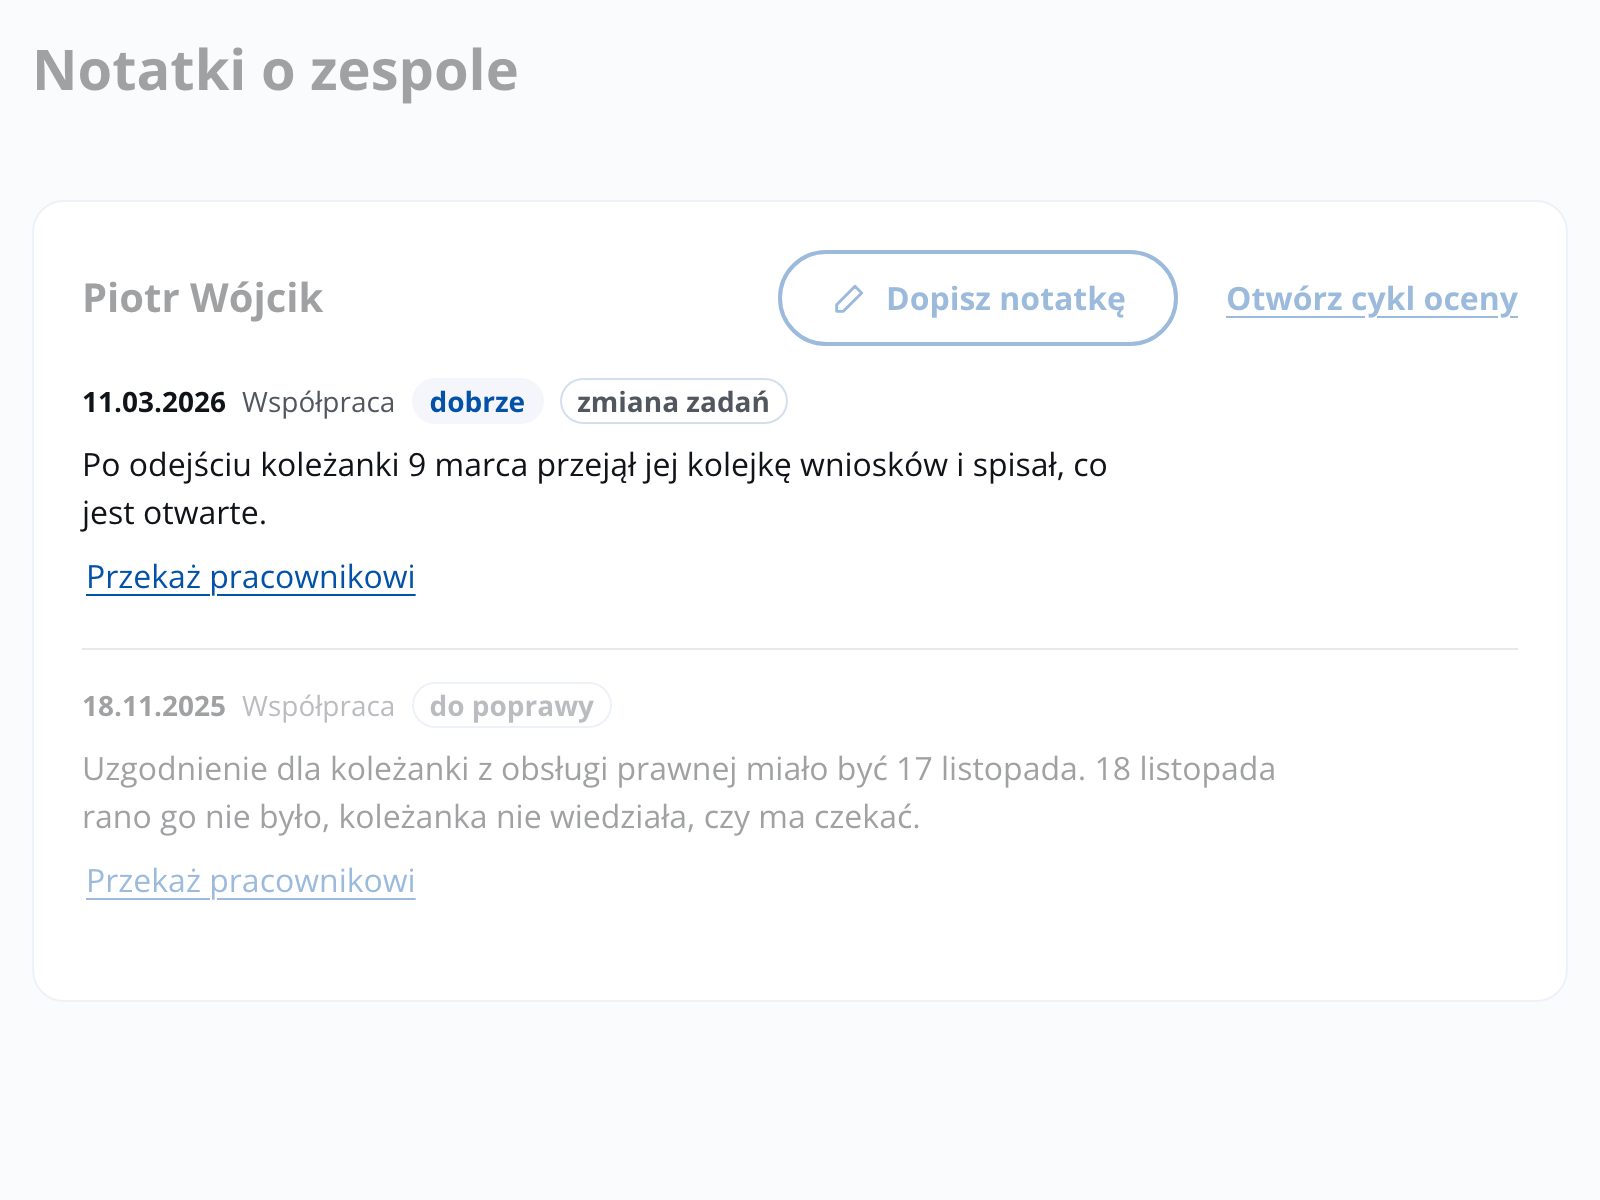 Notatki o zespole
Piotr Wójcik
Dopisz notatkę
Otwórz cykl oceny
11.03.2026 Współpraca dobrze zmiana zadań
Po odejściu koleżanki 9 marca przejął jej kolejkę wniosków i spisał, co
jest otwarte.
Przekaż pracownikowi
18.11.2025 Współpraca do poprawy
Uzgodnienie dla koleżanki z obsługi prawnej miało być 17 listopada. 18 listopada
rano go nie było, koleżanka nie wiedziała, czy ma czekać.
Przekaż pracownikowi